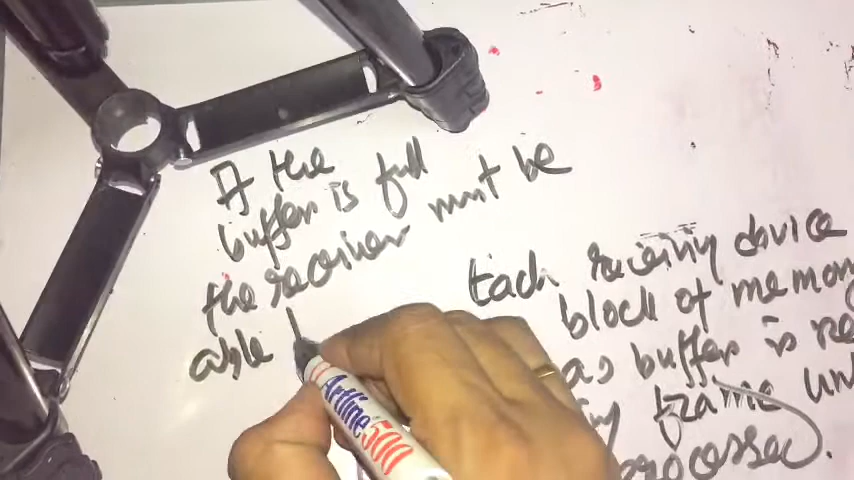 If the
buffer is full
the receiver must be
able
Each receiving device
block of memory
as buffer is re
frame un
processed.
Artline 500